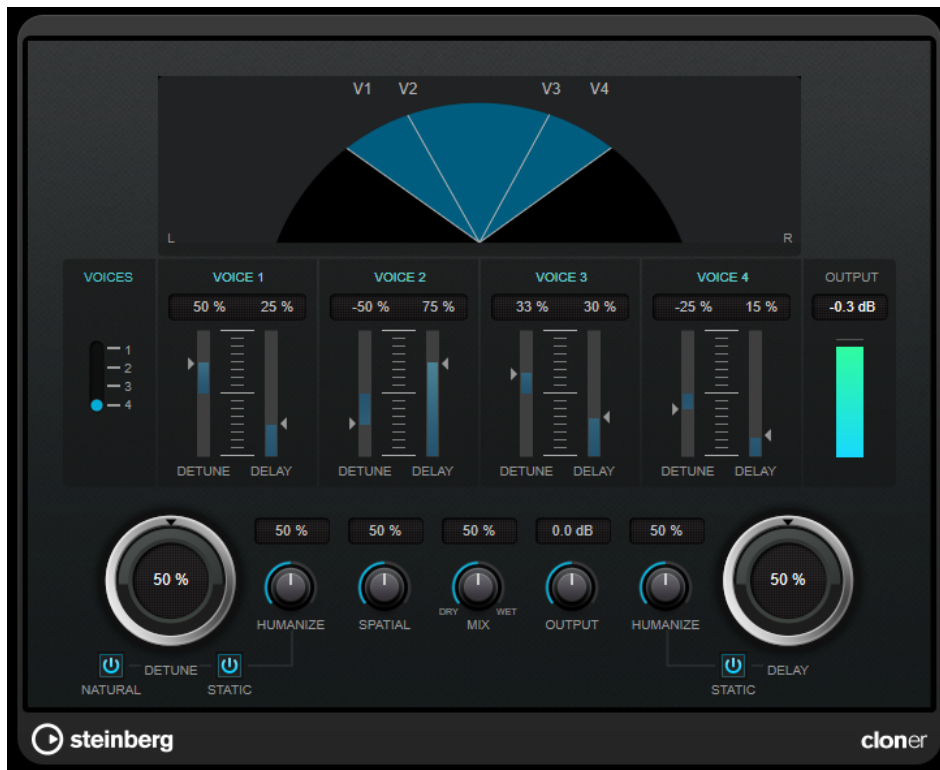 V1 V2 V3 V4
L R
VOICES VOICE 1 VOICE 2 VOICE 3 VOICE 4 OUTPUT
50 % 25 % -50 % 75 % 33 % 30 % -25 % 15 % -0.3 dB
1
2
3
4
DETUNE DELAY DETUNE DELAY DETUNE DELAY DETUNE DELAY
50 % 50 % 50 % 0.0 dB 50 %
50 % 50 %
DRY WET
HUMANIZE SPATIAL MIX OUTPUT HUMANIZE
DETUNE DELAY
NATURAL STATIC STATIC
steinberg cloner